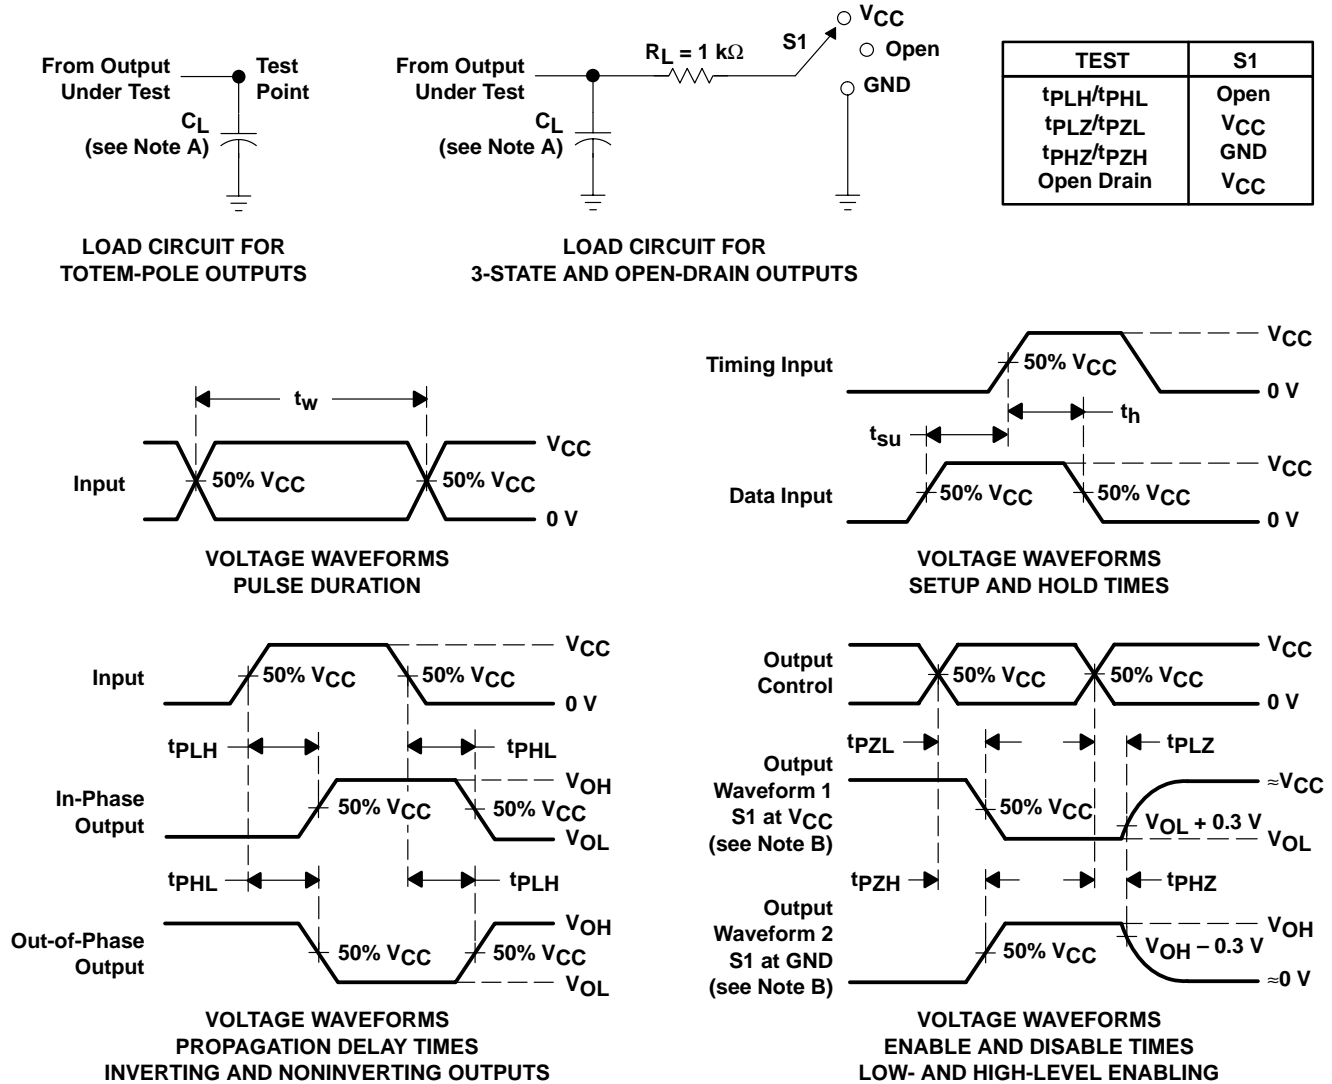 From Output
Under Test
Test
Point
CL
(see Note A)
LOAD CIRCUIT FOR
TOTEM-POLE OUTPUTS
From Output
Under Test
RL = 1 kΩ
S1
VCC
Open
GND
CL
(see Note A)
LOAD CIRCUIT FOR
3-STATE AND OPEN-DRAIN OUTPUTS
TEST S1
tPLH/tPHL Open
tPLZ/tPZL VCC
tPHZ/tPZH GND
Open Drain VCC
tw
Input
50% VCC
50% VCC
VCC
0 V
VOLTAGE WAVEFORMS
PULSE DURATION
Timing Input
50% VCC
VCC
0 V
tsu
th
Data Input
50% VCC
50% VCC
VCC
0 V
VOLTAGE WAVEFORMS
SETUP AND HOLD TIMES
Input
50% VCC
50% VCC
VCC
0 V
tPLH
tPHL
In-Phase
Output
50% VCC
50% VCC
VOH
VOL
tPHL
tPLH
Out-of-Phase
Output
50% VCC
50% VCC
VOH
VOL
VOLTAGE WAVEFORMS
PROPAGATION DELAY TIMES
INVERTING AND NONINVERTING OUTPUTS
Output
Control
50% VCC
50% VCC
VCC
0 V
tPZL
tPLZ
Output
Waveform 1
S1 at VCC
(see Note B)
50% VCC
≈VCC
VOL + 0.3 V
VOL
tPZH
tPHZ
Output
Waveform 2
S1 at GND
(see Note B)
50% VCC
VOH
VOH − 0.3 V
≈0 V
VOLTAGE WAVEFORMS
ENABLE AND DISABLE TIMES
LOW- AND HIGH-LEVEL ENABLING